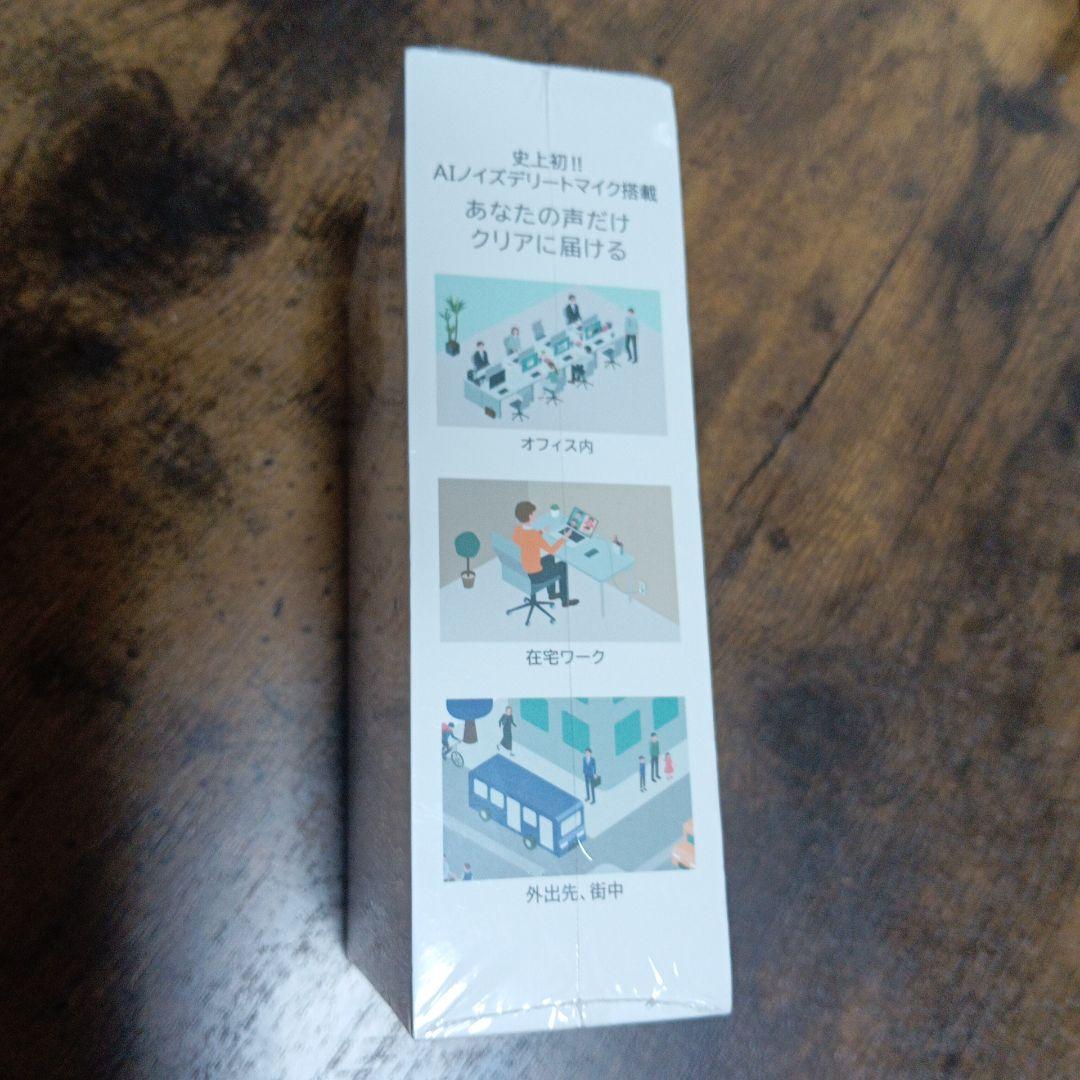 史上初!!
AIノイズデリートマイク搭載
あなたの声だけ
クリアに届ける
オフィス内
在宅ワーク
外出先、街中